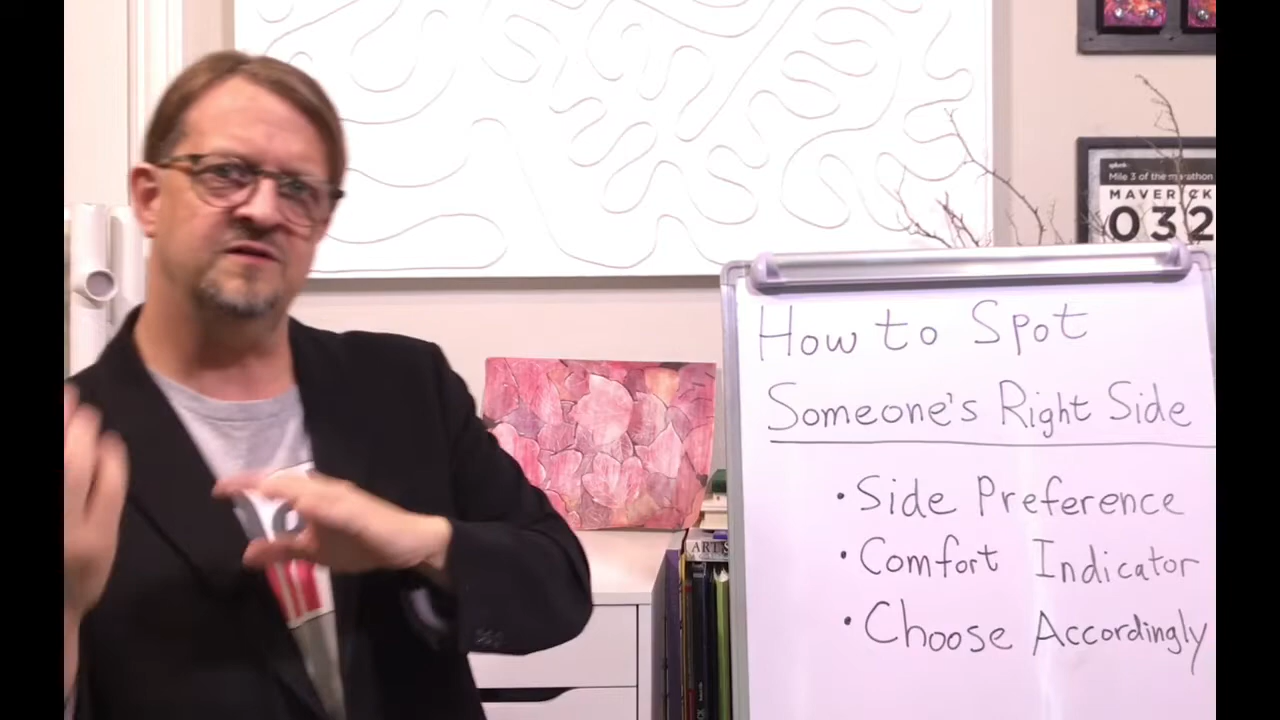 Mile 3 of the marathon
MAVERICK
032
How to Spot
Someone's Right Side
• Side Preference
• Comfort Indicator
• Choose Accordingly
ARTS